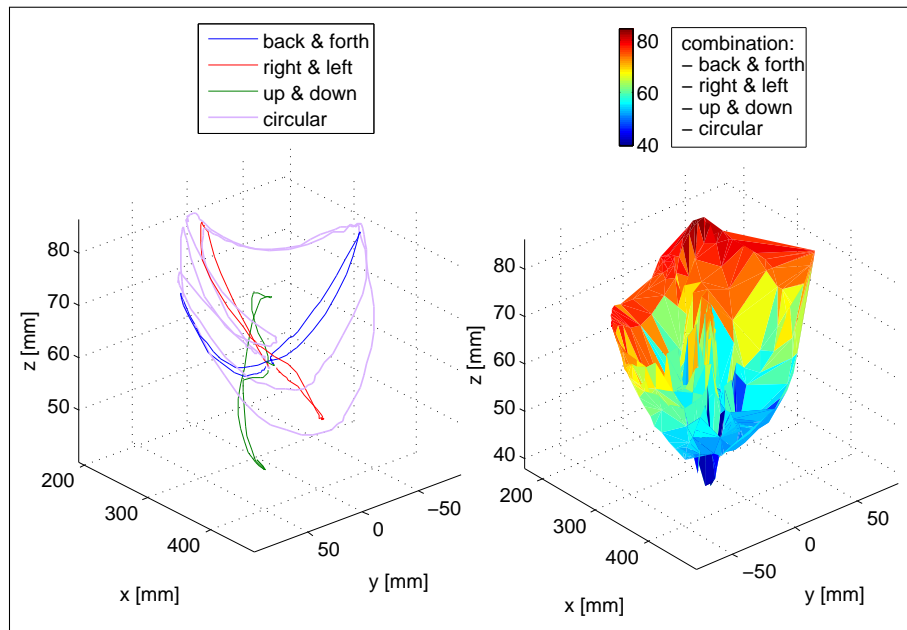 back & forth
right & left
up & down
circular
80
70
60
50
z [mm]
200
300
400
x [mm]
50
0
−50
y [mm]
80
60
40
combination:
− back & forth
− right & left
− up & down
− circular
80
70
60
50
40
z [mm]
200
300
400
x [mm]
−50
0
50
y [mm]